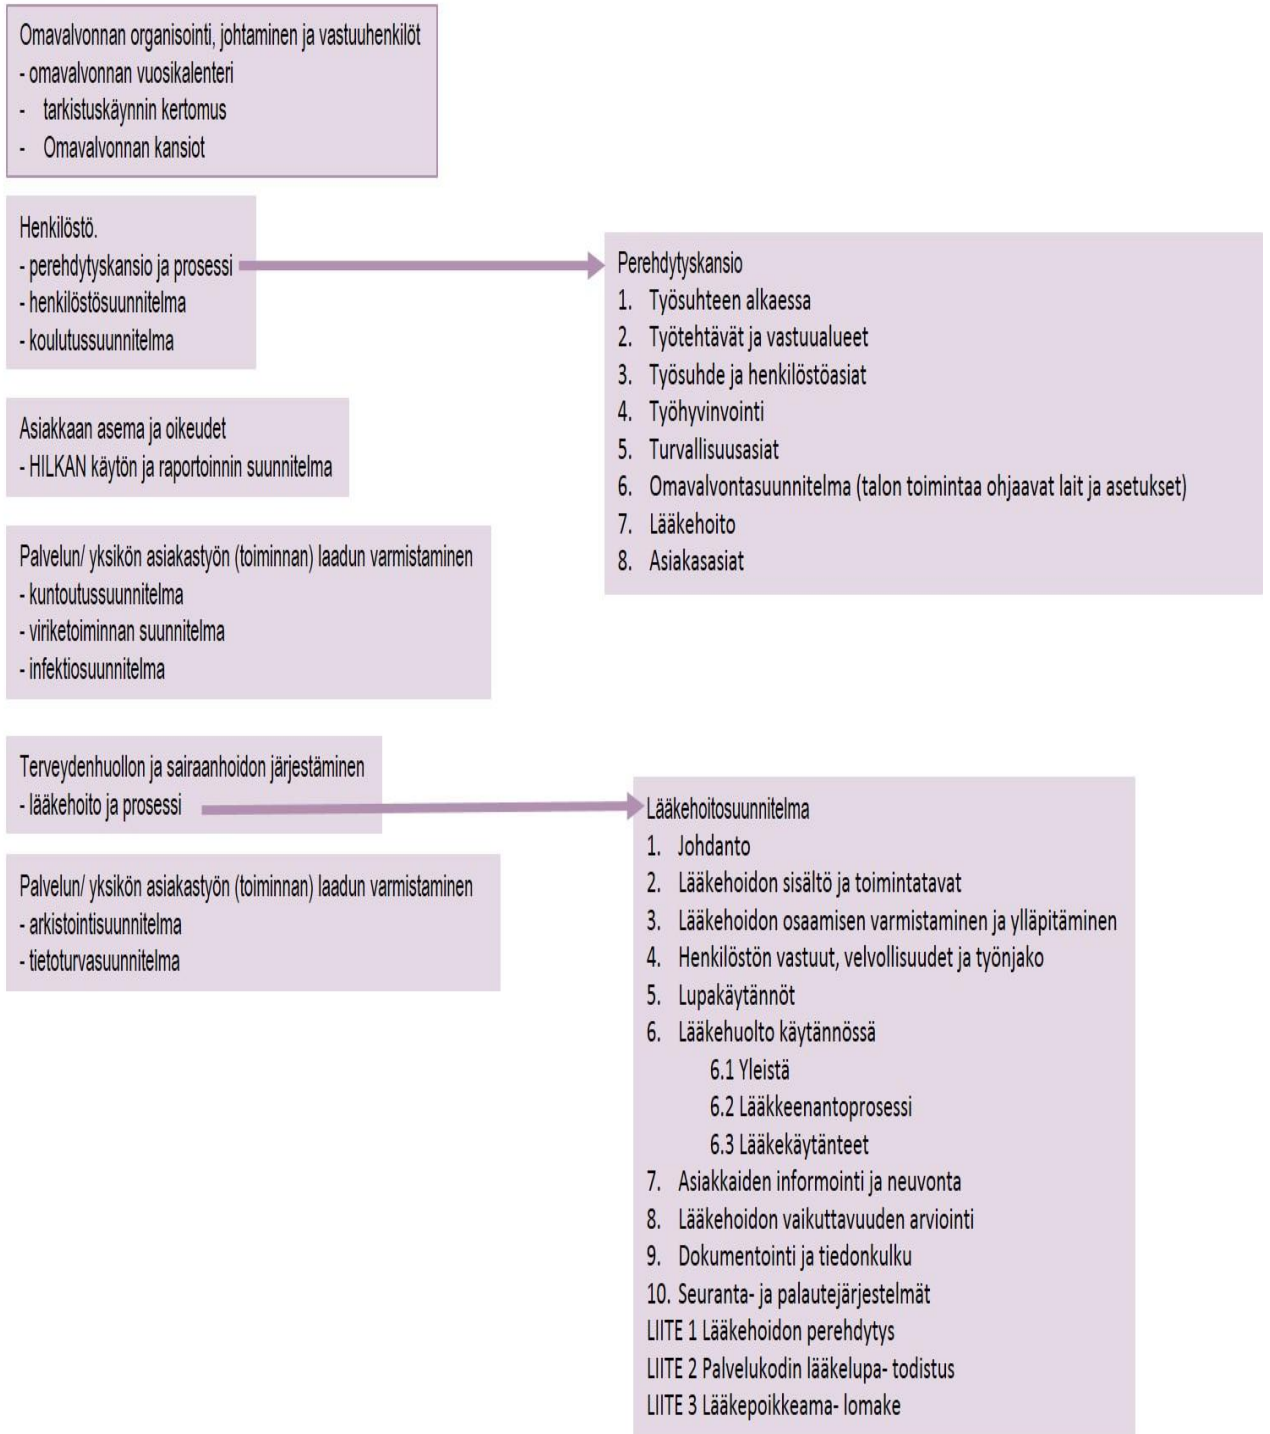 Omavalvonnan organisointi, johtaminen ja vastuuhenkilöt
- omavalvonnan vuosikalenteri
- tarkistuskäynnin kertomus
- Omavalvonnan kansiot
Henkilöstö.
- perehdytyskansio ja prosessi
- henkilöstösuunnitelma
- koulutussuunnitelma
Perehdytyskansio
1. Työsuhteen alkaessa
2. Työtehtävät ja vastuualueet
3. Työsuhde ja henkilöstöasiat
4. Työhyvinvointi
5. Turvallisuusasiat
6. Omavalvontasuunnitelma (talon toimintaa ohjaavat lait ja asetukset)
7. Lääkehoito
8. Asiakasasiat
Asiakkaan asema ja oikeudet
- HILKAN käytön ja raportoinnin suunnitelma
Palvelun/ yksikön asiakastyön (toiminnan) laadun varmistaminen
- kuntoutussuunnitelma
- viriketoiminnan suunnitelma
- infektiosuunnitelma
Terveydenhuollon ja sairaanhoidon järjestäminen
- lääkehoito ja prosessi
Palvelun/ yksikön asiakastyön (toiminnan) laadun varmistaminen
- arkistointisuunnitelma
- tietoturvasuunnitelma
Lääkehoitosuunnitelma
1. Johdanto
2. Lääkehoidon sisältö ja toimintatavat
3. Lääkehoidon osaamisen varmistaminen ja ylläpitäminen
4. Henkilöstön vastuut, velvollisuudet ja työnjako
5. Lupakäytännöt
6. Lääkehuolto käytännössä
6.1 Yleistä
6.2 Lääkkeenantoprosessi
6.3 Lääkekäytänteet
7. Asiakkaiden informointi ja neuvonta
8. Lääkehoidon vaikuttavuuden arviointi
9. Dokumentointi ja tiedonkulku
10. Seuranta- ja palautejärjestelmät
LIITE 1 Lääkehoidon perehdytys
LIITE 2 Palvelukodin lääkelupa- todistus
LIITE 3 Lääkepoikkeama- lomake